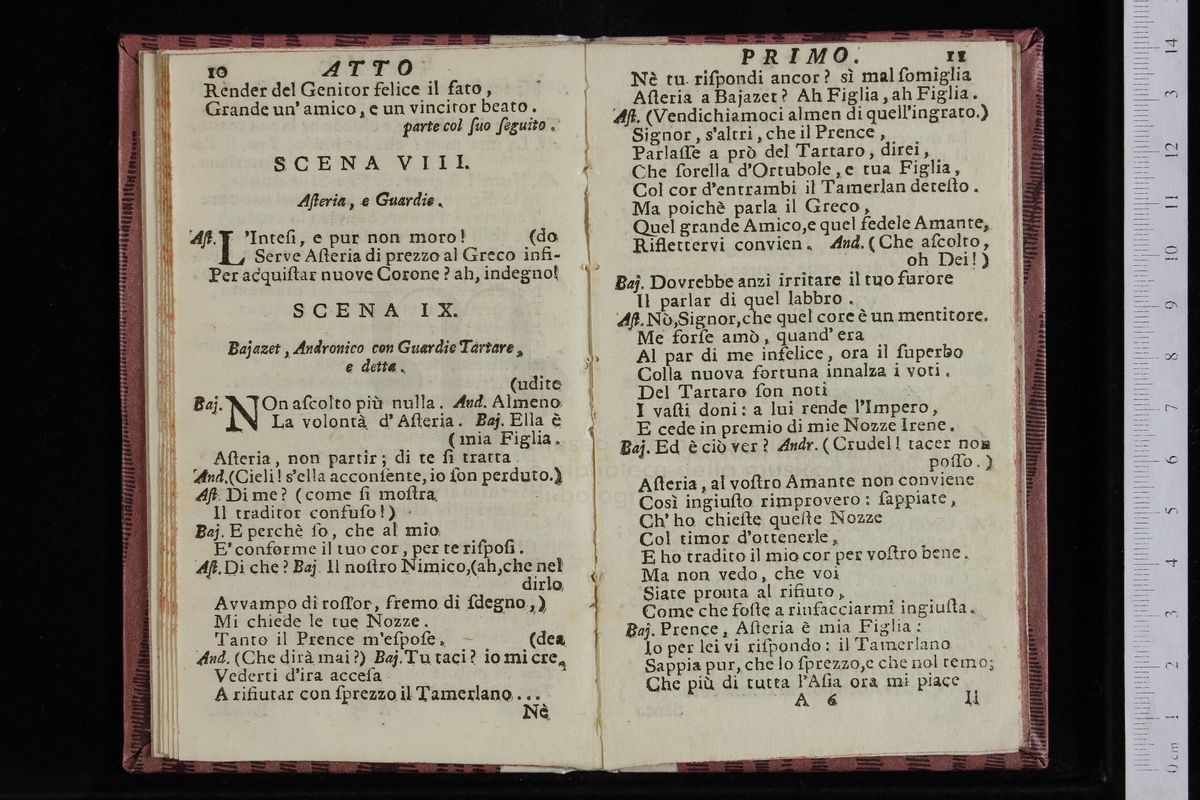 10 ATTO
Render del Genitor felice il fato,
Grande un'amico, e un vincitor beato.
parte col ſuo ſeguito.
SCENA VIII.
Aſteria, e Guardie.
Aſt. L'Inteſi, e pur non moro! (do
Serve Aſteria di prezzo al Greco infi-
Per acquiſtar nuove Corone? ah, indegno!
SCENA IX.
Bajazet, Andronico con Guardie Tartare,
e detta.
(udite
Baj. NOn aſcolto più nulla. And. Almeno
La volontà d'Aſteria. Baj. Ella è
(mia Figlia.
Aſteria, non partir; di te ſi tratta
And. (Cieli! s'ella acconſente, io ſon perduto.)
Aſt. Di me? (come ſi moſtra
Il traditor confuſo!)
Baj. E perchè ſo, che al mio
E' conforme il tuo cor, per te riſpoſi.
Aſt. Di che? Baj. Il noſtro Nimico, (ah, che nel
dirlo
Avvampo di roſſor, fremo di ſdegno,)
Mi chiede le tue Nozze.
Tanto il Prence m'eſpoſe. (dea
And. (Che dirà mai?) Baj. Tu taci? io mi cre-
Vederti d'ira acceſa
A rifiutar con ſprezzo il Tamerlano...
Nè
PRIMO. 11
Nè tu riſpondi ancor? sì mal ſomiglia
Aſteria a Bajazet? Ah Figlia, ah Figlia.
Aſt. (Vendichiamoci almen di quell'ingrato.)
Signor, s'altri, che il Prence,
Parlaſſe a prò del Tartaro, direi,
Che ſorella d'Ortubole, e tua Figlia,
Col cor d'entrambi il Tamerlan deteſto.
Ma poichè parla il Greco,
Quel grande Amico, e quel fedele Amante,
Riflettervi convien. And. (Che aſcolto,
oh Dei!)
Baj. Dovrebbe anzi irritare il tuo furore
Il parlar di quel labbro.
Aſt. Nò, Signor, che quel core è un mentitore.
Me forſe amò, quand'era
Al par di me infelice, ora il ſuperbo
Colla nuova fortuna innalza i voti.
Del Tartaro ſon noti
I vaſti doni: a lui rende l'Impero,
E cede in premio di mie Nozze Irene.
Baj. Ed è ciò ver? Andr. (Crudel! tacer non
poſſo.)
Aſteria, al voſtro Amante non conviene
Così ingiuſto rimprovero: ſappiate,
Ch'ho chieſte queſte Nozze
Col timor d'ottenerle,
E ho tradito il mio cor per voſtro bene.
Ma non vedo, che voi
Siate pronta al rifiuto,
Come che foſte a rinfacciarmi ingiuſta.
Baj. Prence, Aſteria è mia Figlia:
Io per lei vi riſpondo: il Tamerlano
Sappia pur, che lo ſprezzo, e che nol temo;
Che più di tutta l'Aſia ora mi piace
A 6 Il